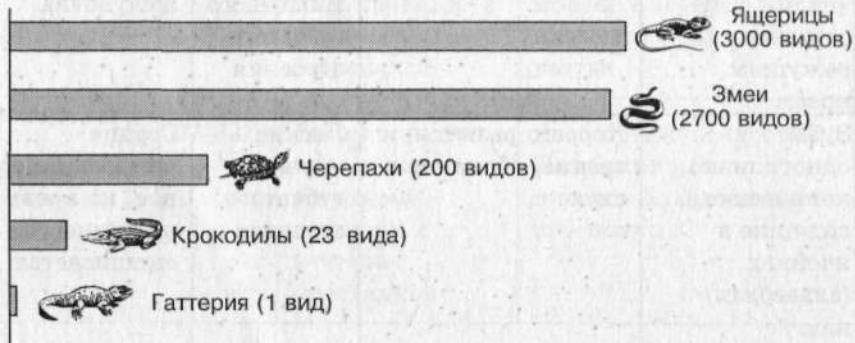 Ящерицы
(3000 видов)
Змеи
(2700 видов)
Черепахи (200 видов)
Крокодилы (23 вида)
Гаттерия (1 вид)